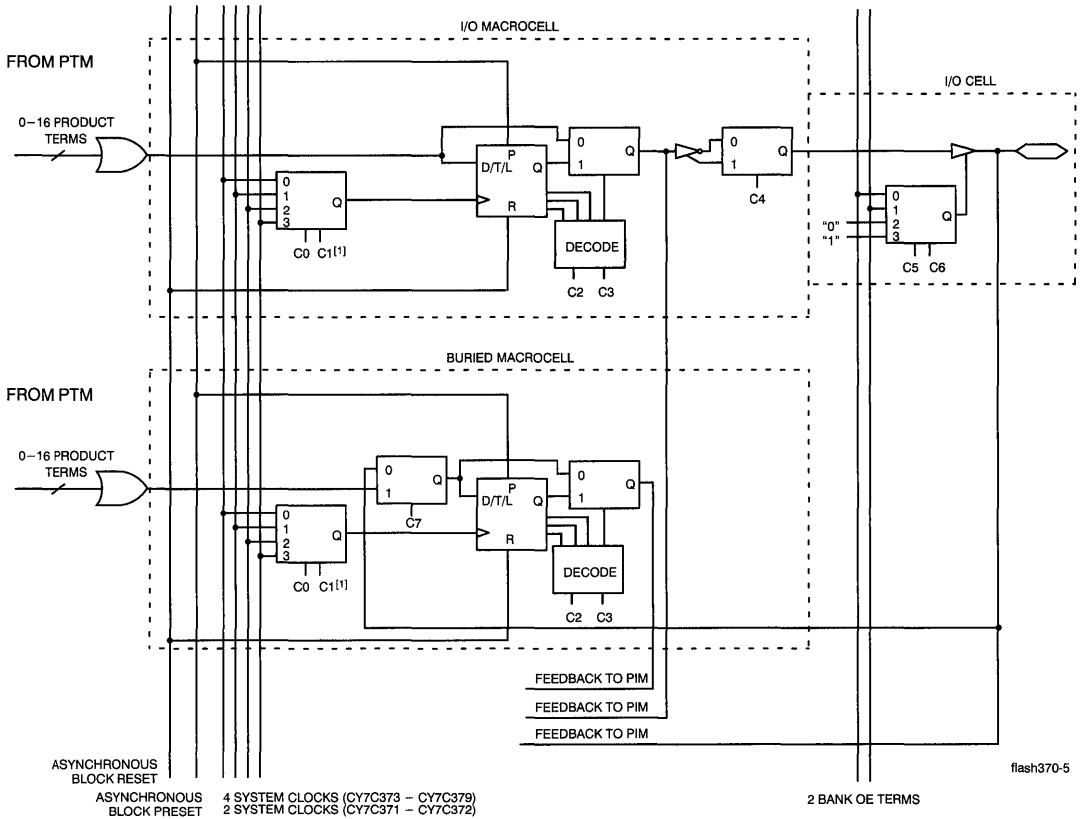 I/O MACROCELL
FROM PTM
I/O CELL
0–16 PRODUCT
TERMS
0
1
Q
D/T/L
P
Q
R
0
1
Q
C4
0
1
2
3
Q
C0 C1[1]
DECODE
C2 C3
0
1
"0" 2
"1" 3
Q
C5 C6
BURIED MACROCELL
FROM PTM
0–16 PRODUCT
TERMS
0
1
Q
C7
D/T/L
P
Q
R
0
1
Q
0
1
2
3
Q
C0 C1[1]
DECODE
C2 C3
FEEDBACK TO PIM
FEEDBACK TO PIM
FEEDBACK TO PIM
flash370-5
ASYNCHRONOUS
BLOCK RESET
ASYNCHRONOUS
BLOCK PRESET
4 SYSTEM CLOCKS (CY7C373 – CY7C379)
2 SYSTEM CLOCKS (CY7C371 – CY7C372)
2 BANK OE TERMS